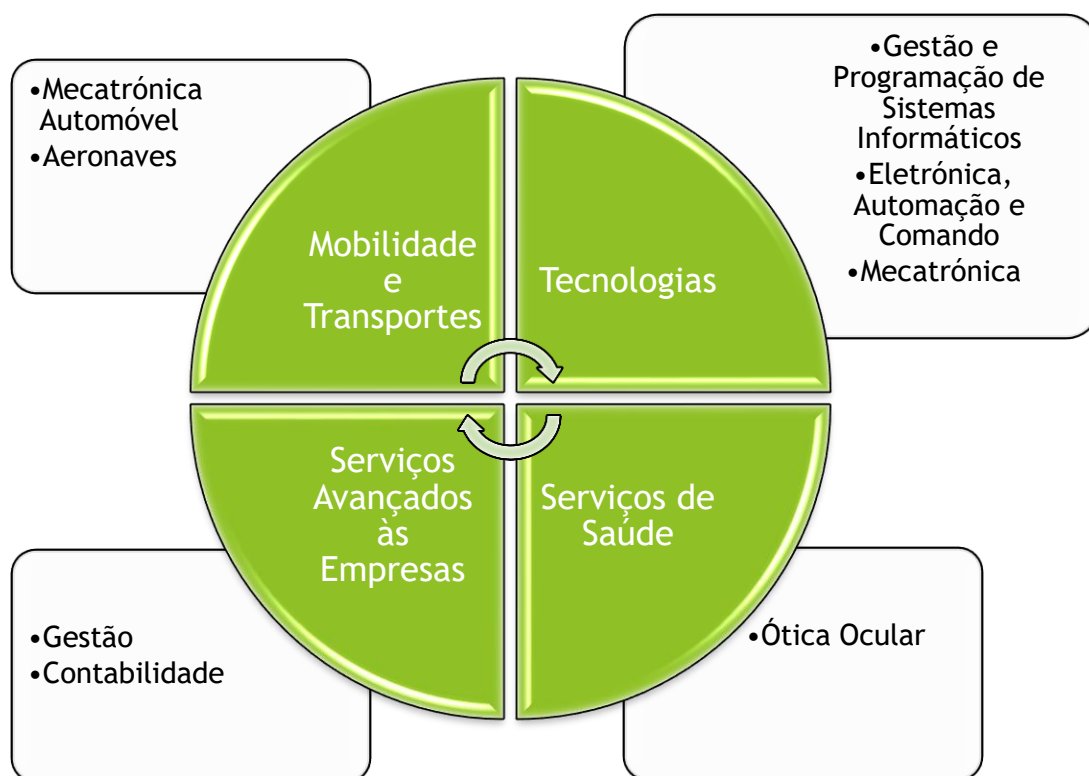 •Mecatrónica
Automóvel
•Aeronaves
•Gestão e
Programação de
Sistemas
Informáticos
•Eletrónica,
Automação e
Comando
•Mecatrónica
Mobilidade
e
Transportes
Tecnologias
Serviços
Avançados
às
Empresas
Serviços de
Saúde
•Gestão
•Contabilidade
•Ótica Ocular